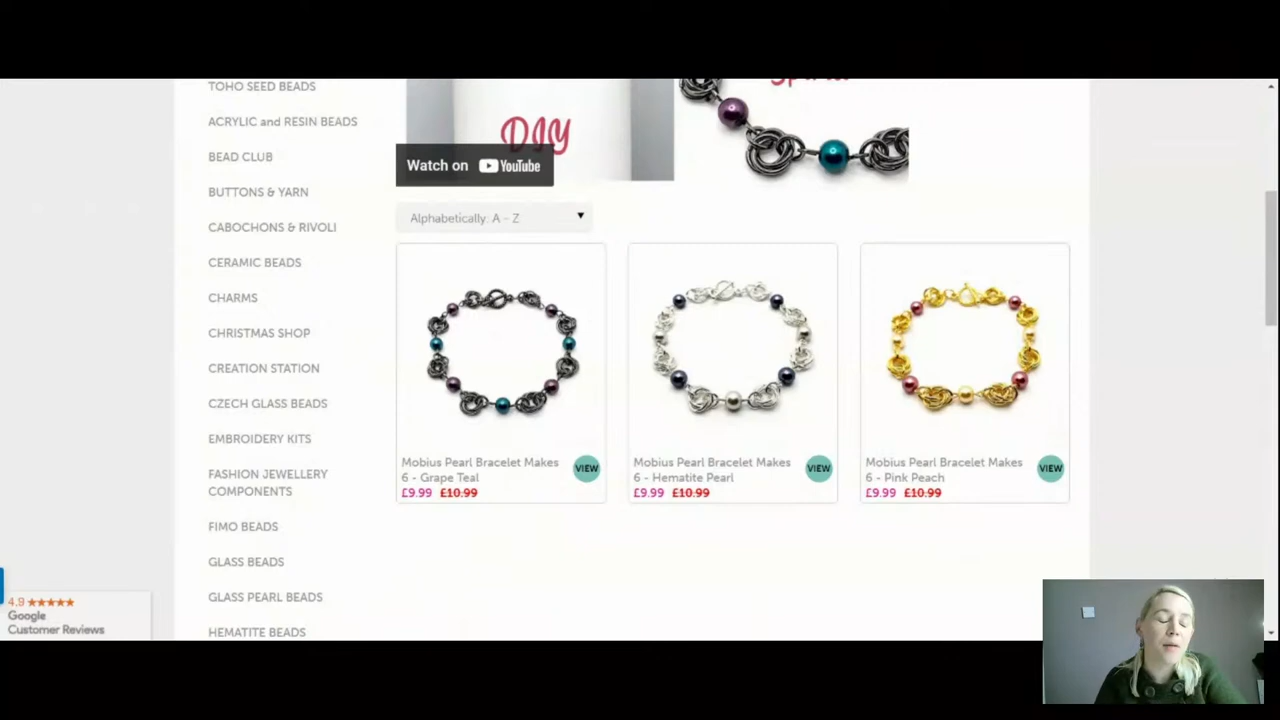 TOHO SEED BEADS
ACRYLIC and RESIN BEADS
BEAD CLUB
BUTTONS & YARN
CABOCHONS & RIVOLI
CERAMIC BEADS
CHARMS
CHRISTMAS SHOP
CREATION STATION
CZECH GLASS BEADS
EMBROIDERY KITS
FASHION JEWELLERY
COMPONENTS
FIMO BEADS
GLASS BEADS
GLASS PEARL BEADS
HEMATITE BEADS
DIY
Watch on YouTube
Alphabetically: A - Z
Mobius Pearl Bracelet Makes
6 - Grape Teal
£9.99 £10.99
VIEW
Mobius Pearl Bracelet Makes
6 - Hematite Pearl
£9.99 £10.99
VIEW
Mobius Pearl Bracelet Makes
6 - Pink Peach
£9.99 £10.99
VIEW
4.9 ★★★★★
Google
Customer Reviews